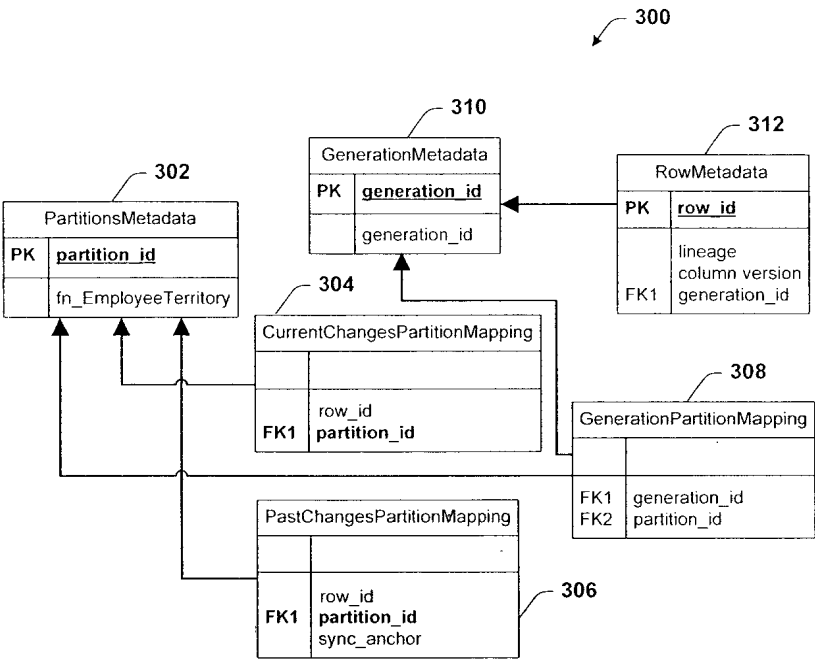 300
310
GenerationMetadata
PK generation_id
generation_id
312
RowMetadata
PK row_id
lineage
column version
FK1 generation_id
302
PartitionsMetadata
PK partition_id
fn_EmployeeTerritory
304
CurrentChangesPartitionMapping
row_id
FK1 partition_id
308
GenerationPartitionMapping
FK1 generation_id
FK2 partition_id
PastChangesPartitionMapping
row_id
FK1 partition_id
sync_anchor
306